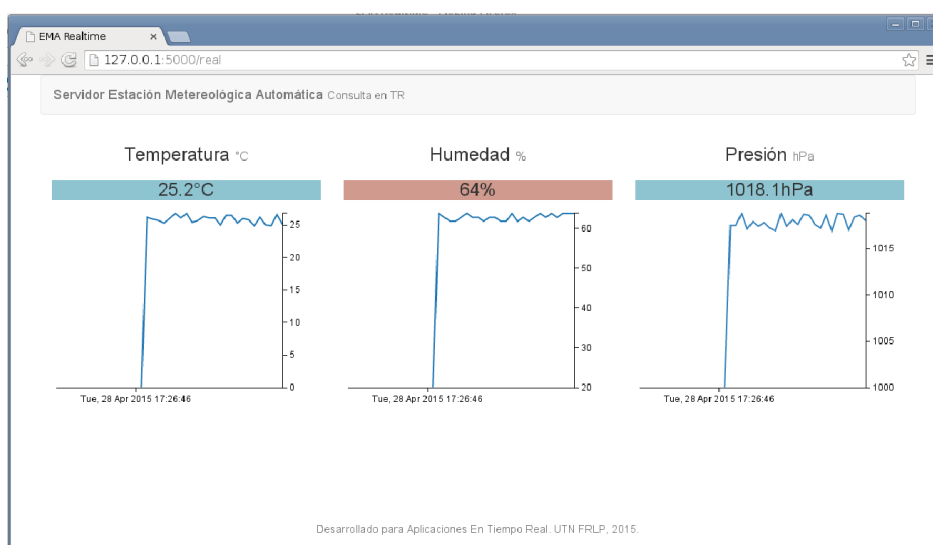 EMA Realtime
127.0.0.1:5000/real
Servidor Estación Metereológica Automática Consulta en TR
Temperatura °C
25.2°C
25
20
15
10
5
0
Tue, 28 Apr 2015 17:26:46
Humedad %
64%
60
50
40
30
20
Tue, 28 Apr 2015 17:26:46
Presión hPa
1018.1hPa
1015
1010
1005
1000
Tue, 28 Apr 2015 17:26:46
Desarrollado para Aplicaciones En Tiempo Real. UTN FRLP, 2015.